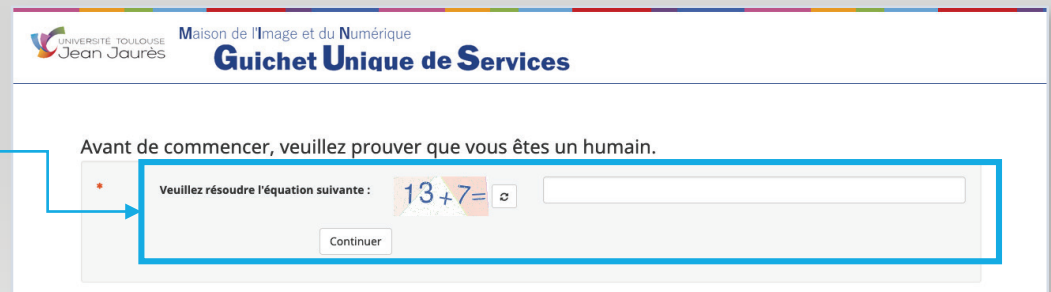 UNIVERSITÉ TOULOUSE
Jean Jaurès
Maison de l'Image et du Numérique
Guichet Unique de Services
Avant de commencer, veuillez prouver que vous êtes un humain.
* Veuillez résoudre l'équation suivante : 13+7=
Continuer